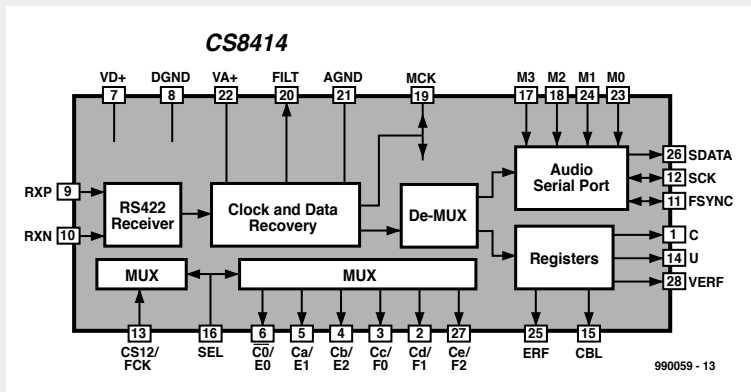 CS8414
VD+ DGND VA+ FILT AGND MCK M3 M2 M1 M0
7 8 22 20 21 19 17 18 24 23
26 SDATA
12 SCK
11 FSYNC
Audio
Serial Port
RXP 9
RXN 10
RS422
Receiver
Clock and Data
Recovery
De-MUX
Registers
1 C
14 U
28 VERF
MUX
MUX
13 16 6 5 4 3 2 27 25 15
CS12/ SEL C̅0̅/ Ca/ Cb/ Cc/ Cd/ Ce/ ERF CBL
FCK E0 E1 E2 F0 F1 F2
990059 - 13